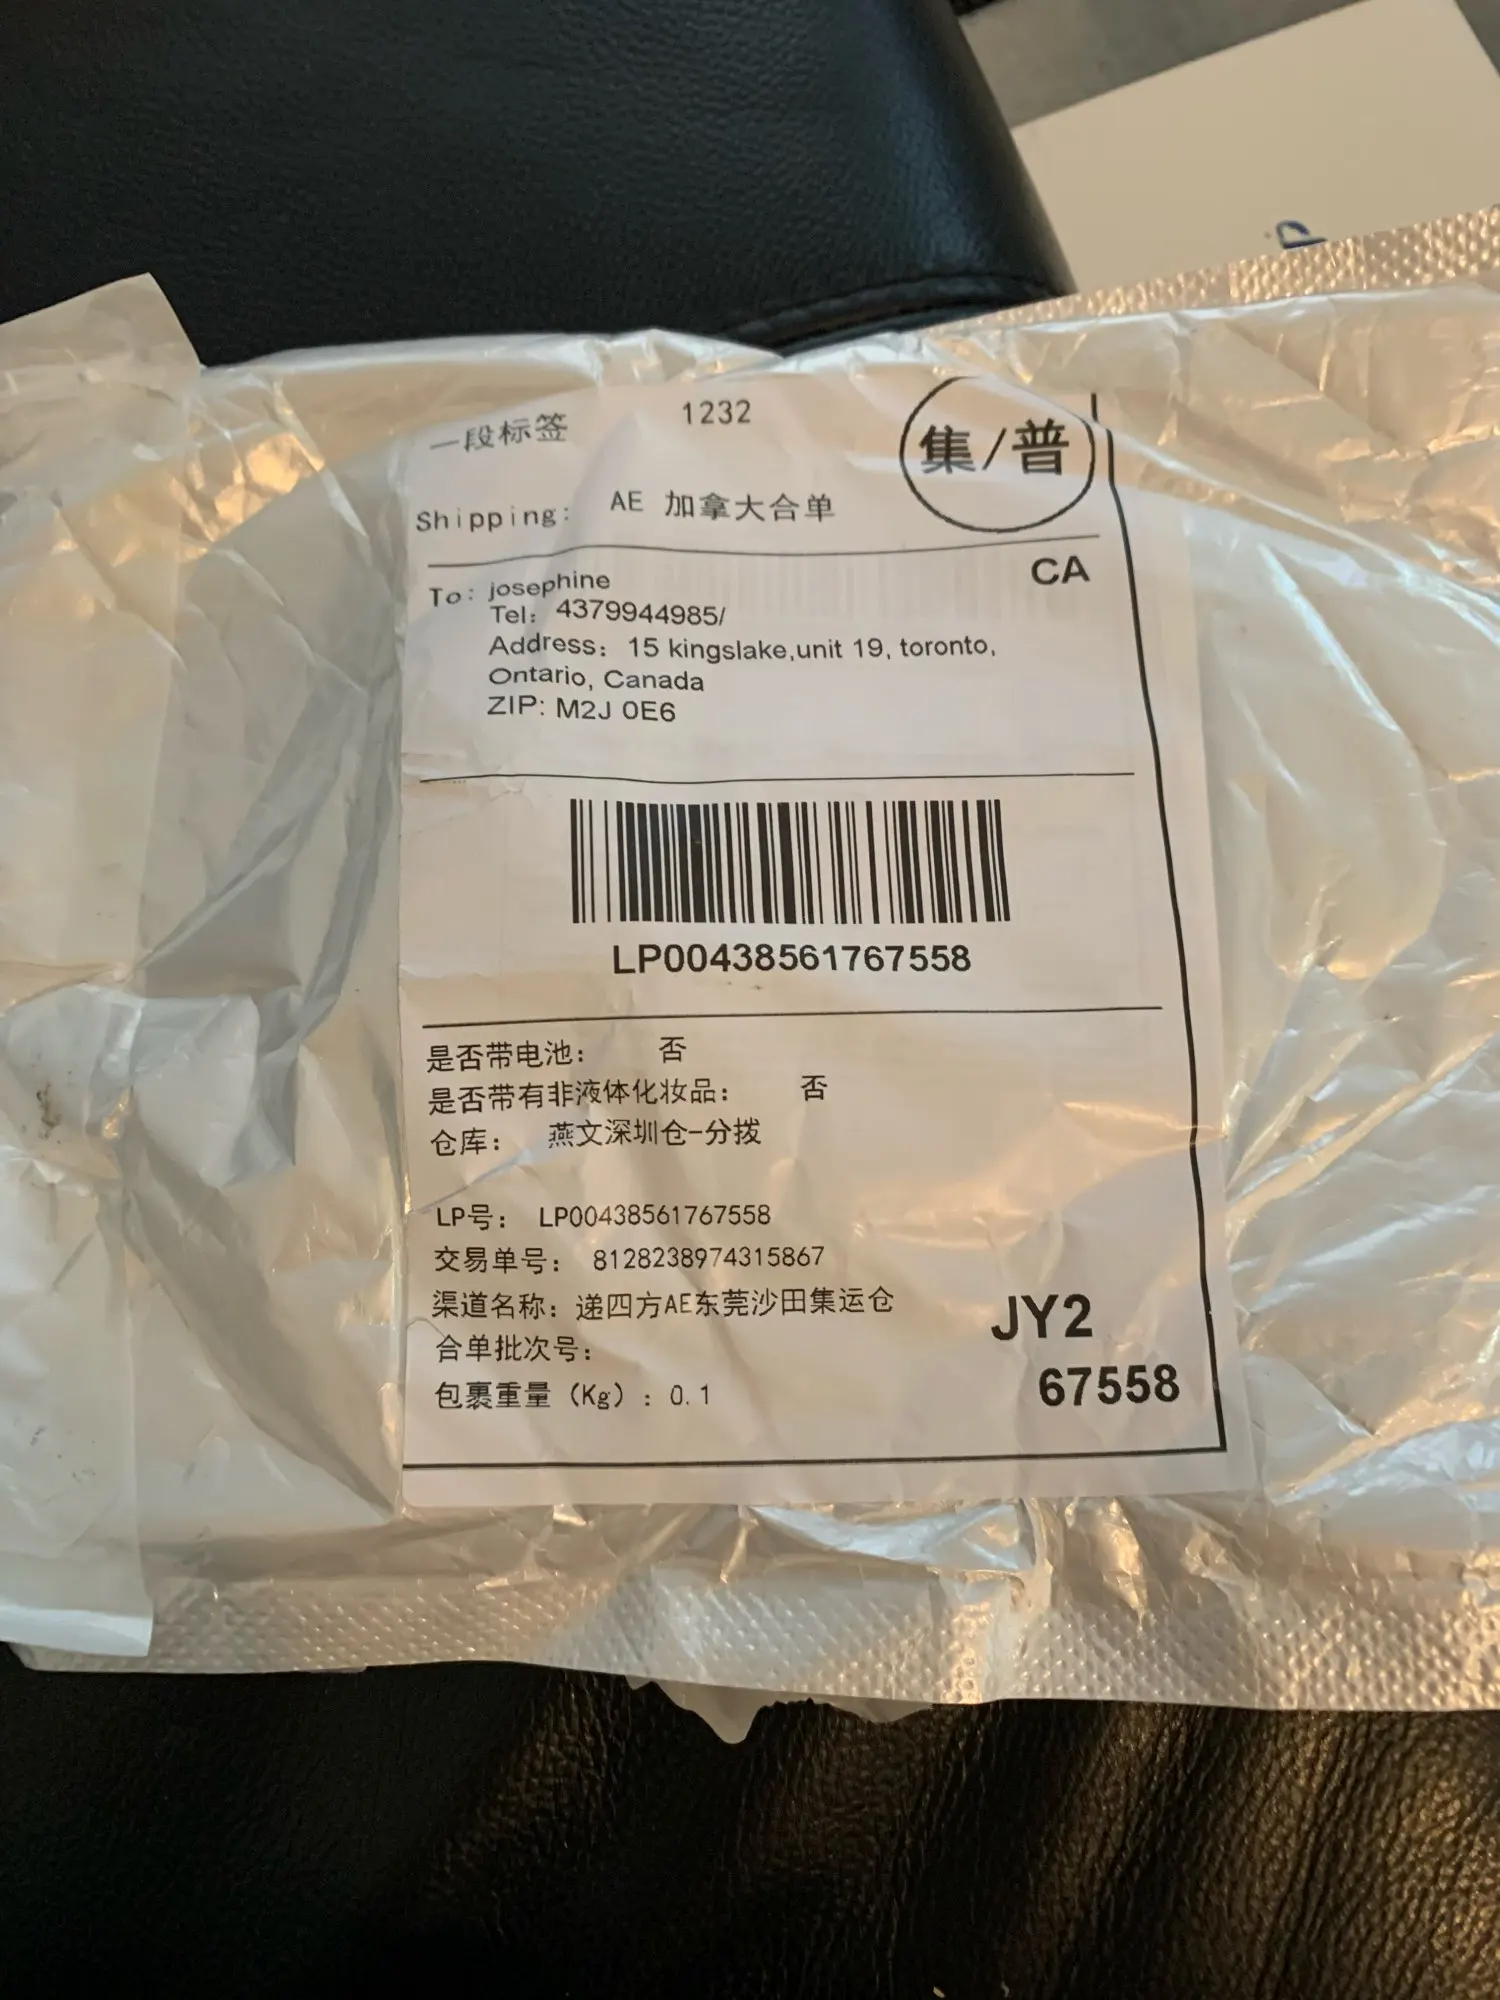 一段标签 1232
集/普
Shipping: AE 加拿大合单
CA
To: josephine
Tel: 4379944985/
Address: 15 kingslake,unit 19, toronto,
Ontario, Canada
ZIP: M2J 0E6
LP00438561767558
是否带电池: 否
是否带有非液体化妆品: 否
仓库: 燕文深圳仓-分拨
LP号: LP00438561767558
交易单号: 8128238974315867
渠道名称: 递四方AE东莞沙田集运仓
合单批次号:
包裹重量 (Kg) : 0.1
JY2
67558